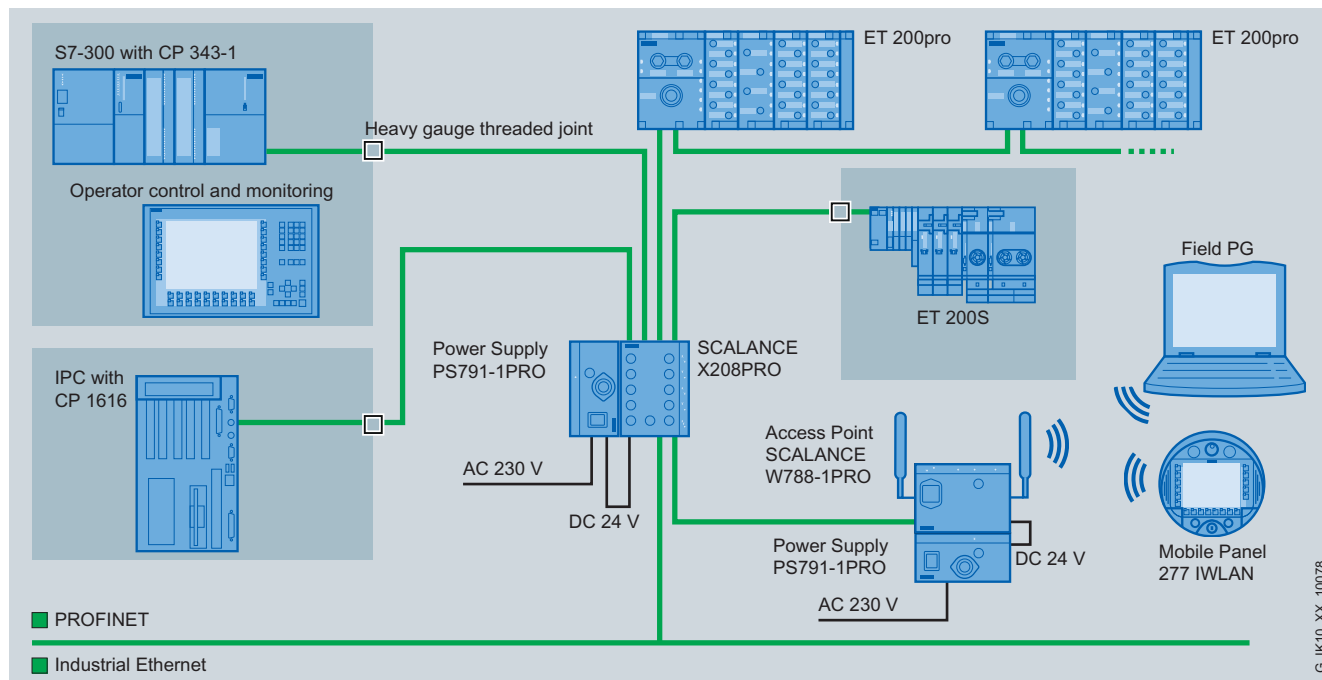 S7-300 with CP 343-1
Heavy gauge threaded joint
Operator control and monitoring
ET 200pro
ET 200pro
ET 200S
Field PG
Power Supply
PS791-1PRO
SCALANCE
X208PRO
IPC with
CP 1616
AC 230 V
DC 24 V
Access Point
SCALANCE
W788-1PRO
Power Supply
PS791-1PRO
DC 24 V
AC 230 V
Mobile Panel
277 IWLAN
PROFINET
Industrial Ethernet
G_IK10_XX_10078